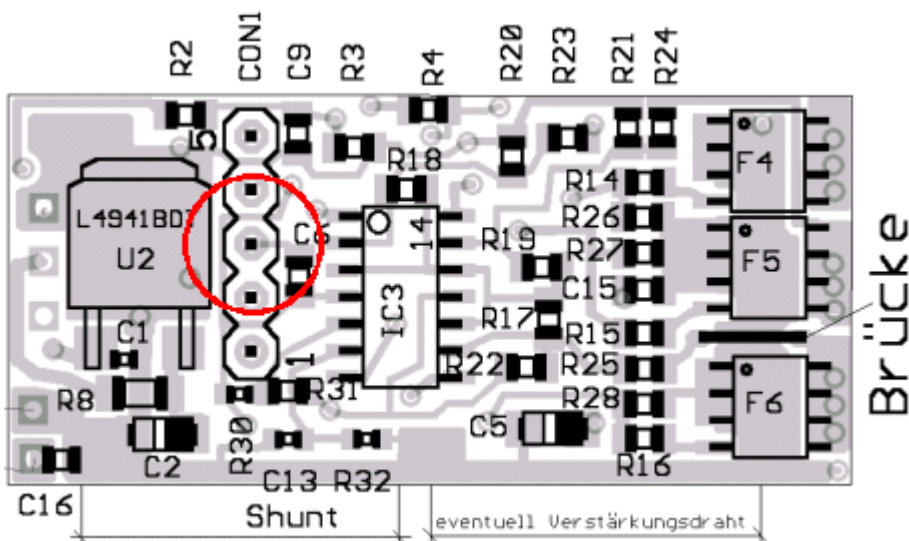 R2
CON1
C9
R3
R4
R20
R23
R21
R24
5
R18
R14
F4
L4941BD
U2
C6
14
R19
R26
R27
F5
Brücke
IC3
C15
R17
C1
1
R15
R22
R25
R8
R31
R28
F6
C2
R30
C5
R16
C16
C13
R32
Shunt
eventuell Verstärkungsdraht